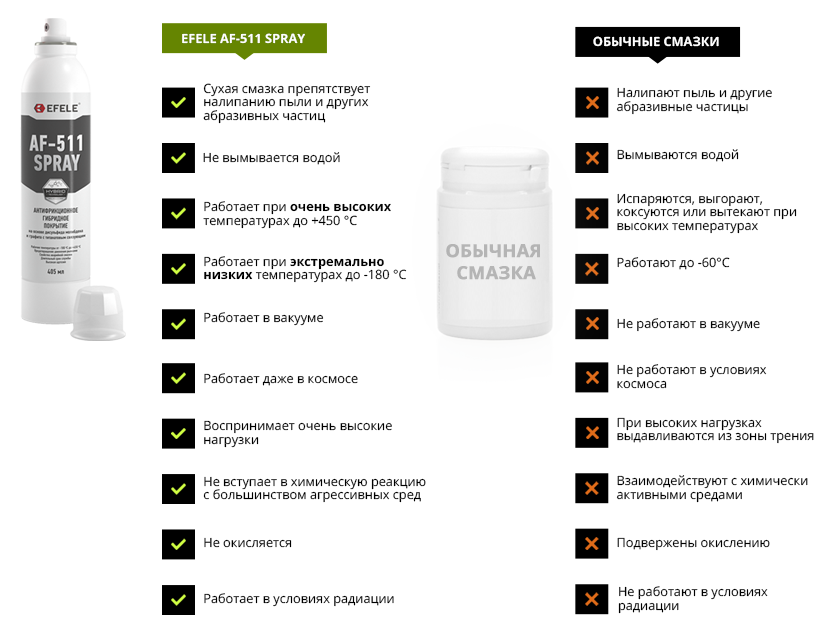 EFELE
AF-511
SPRAY
HYBRID
АНТИФРИКЦИОННОЕ
ГИБРИДНОЕ
ПОКРЫТИЕ
405 мл
EFELE AF-511 SPRAY
Сухая смазка препятствует
налипанию пыли и других
абразивных частиц
Не вымывается водой
Работает при очень высоких
температурах до +450 °C
Работает при экстремально
низких температурах до -180 °C
Работает в вакууме
Работает даже в космосе
Воспринимает очень высокие
нагрузки
Не вступает в химическую реакцию
с большинством агрессивных сред
Не окисляется
Работает в условиях радиации
ОБЫЧНАЯ
СМАЗКА
ОБЫЧНЫЕ СМАЗКИ
Налипают пыль и другие
абразивные частицы
Вымываются водой
Испаряются, выгорают,
коксуются или вытекают при
высоких температурах
Работают до -60°C
Не работают в вакууме
Не работают в условиях
космоса
При высоких нагрузках
выдавливаются из зоны трения
Взаимодействуют с химически
активными средами
Подвержены окислению
Не работают в условиях
радиации